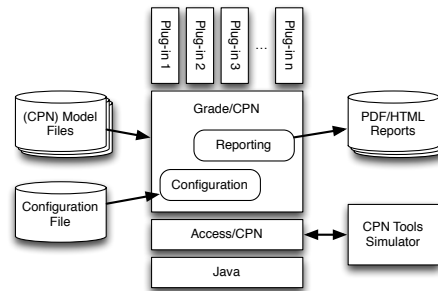 Plug-in 1
Plug-in 2
Plug-in 3
...
Plug-in n
(CPN) Model
Files
Grade/CPN
Reporting
PDF/HTML
Reports
Configuration
Configuration
File
Access/CPN
CPN Tools
Simulator
Java